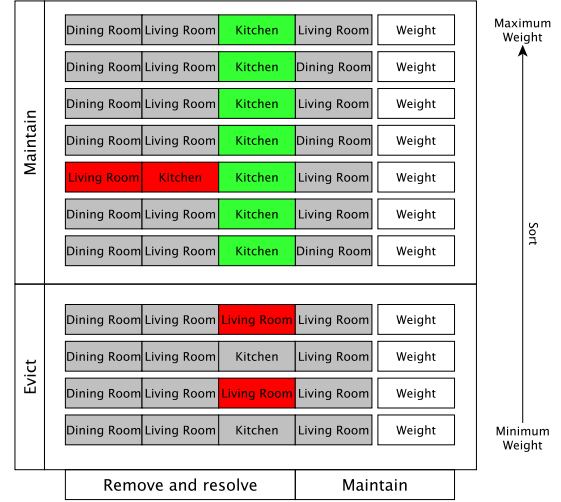 Maximum
Weight
Dining Room Living Room Kitchen Living Room Weight
Dining Room Living Room Kitchen Dining Room Weight
Dining Room Living Room Kitchen Living Room Weight
Dining Room Living Room Kitchen Dining Room Weight
Living Room Kitchen Kitchen Living Room Weight
Dining Room Living Room Kitchen Living Room Weight
Dining Room Living Room Kitchen Dining Room Weight
Maintain
Sort
Dining Room Living Room Living Room Living Room Weight
Dining Room Living Room Kitchen Living Room Weight
Dining Room Living Room Living Room Living Room Weight
Dining Room Living Room Kitchen Living Room Weight
Evict
Minimum
Weight
Remove and resolve Maintain